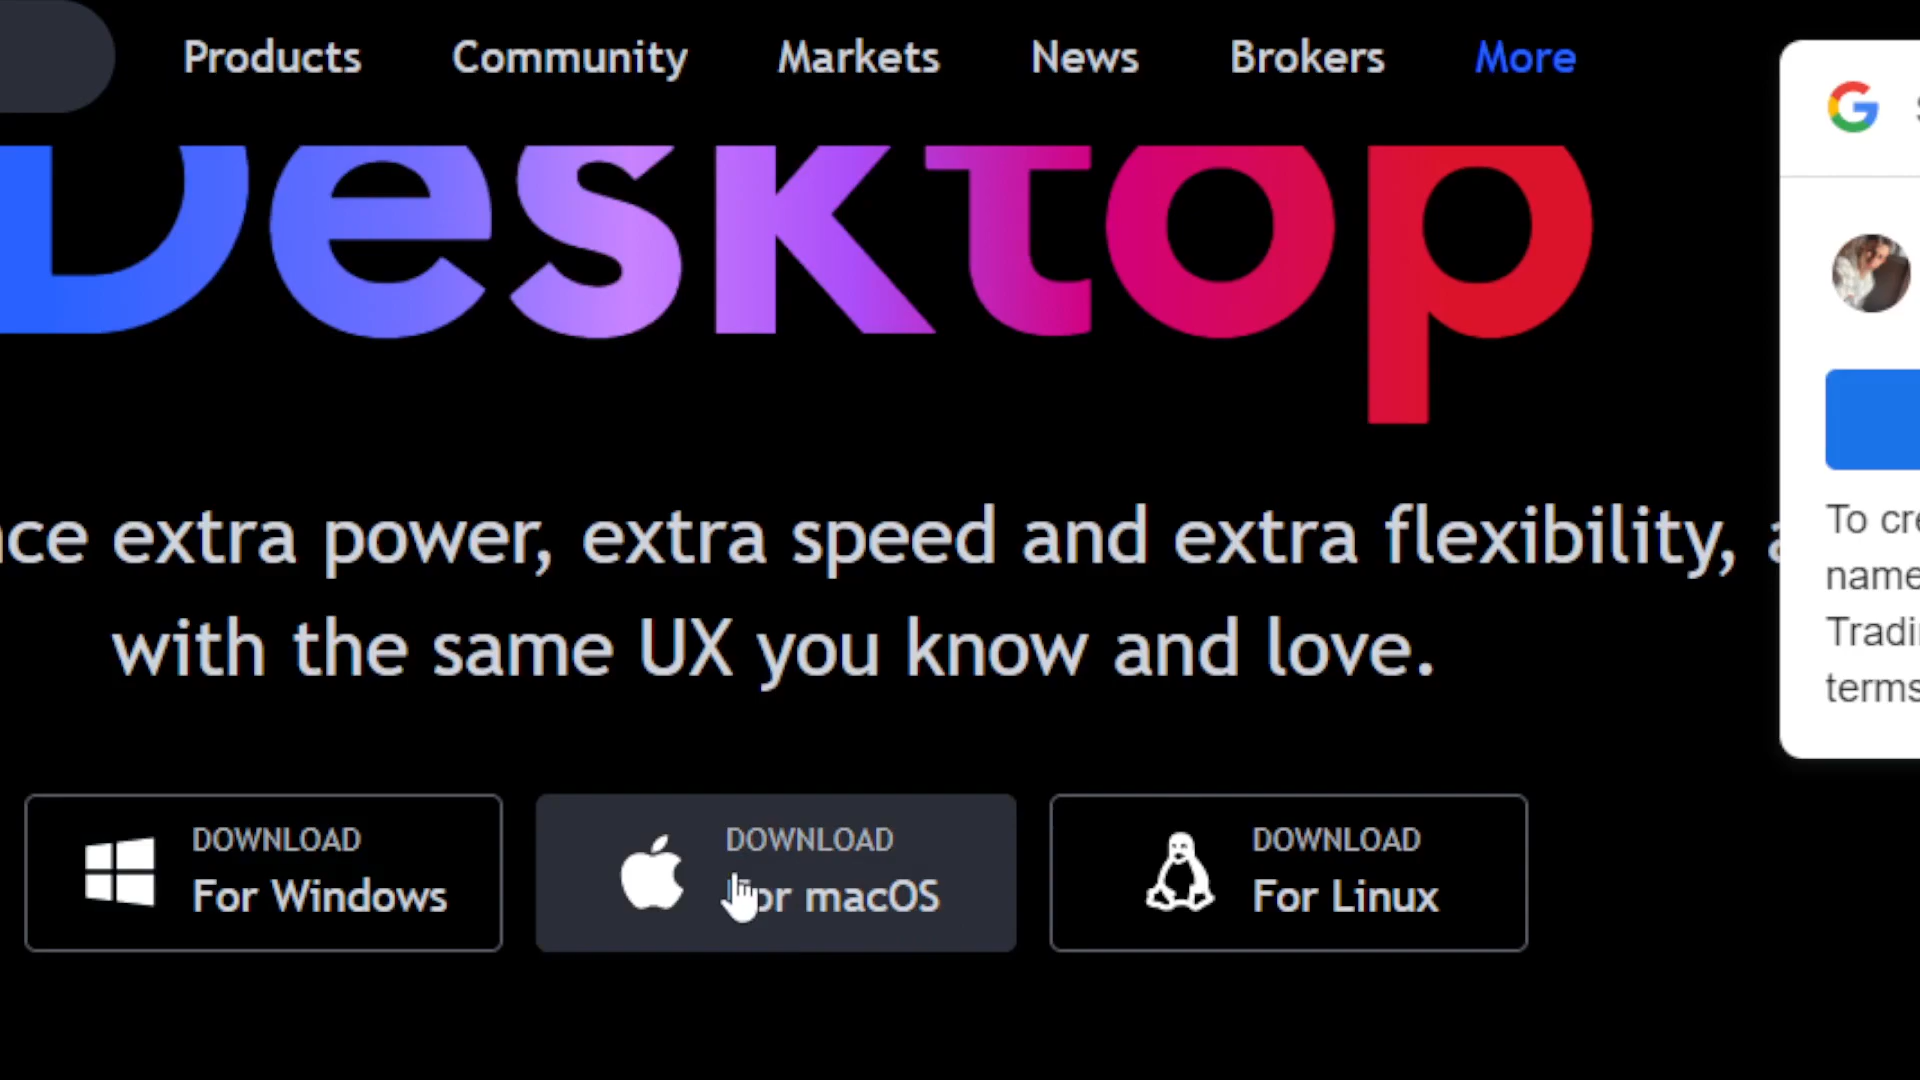 Products Community Markets News Brokers More
Desktop
extra power, extra speed and extra flexibility,
with the same UX you know and love.
DOWNLOAD
For Windows
DOWNLOAD
For macOS
DOWNLOAD
For Linux
To
name
terms